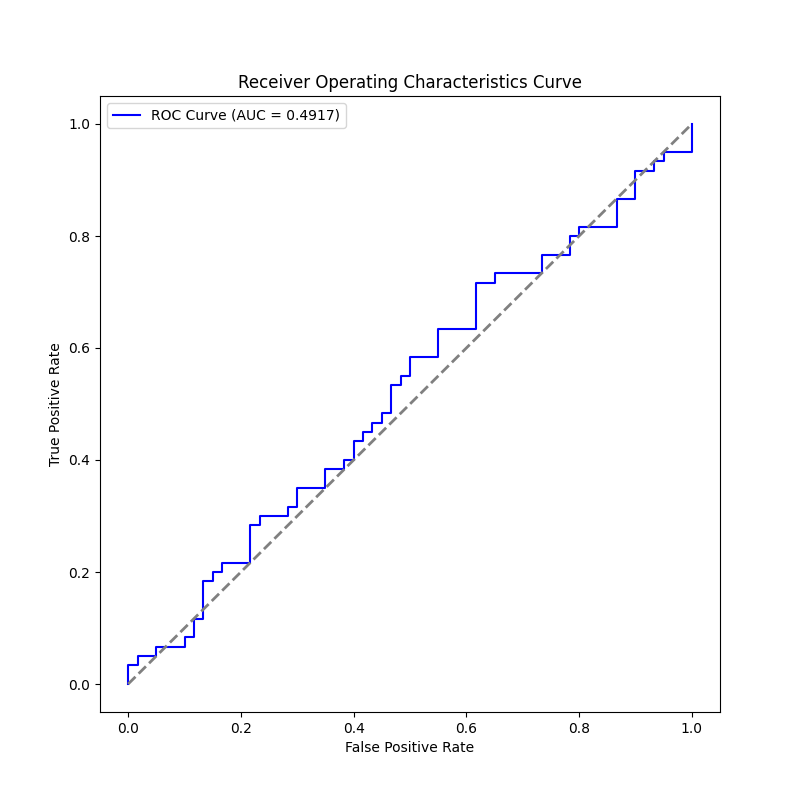 Receiver Operating Characteristics Curve
ROC Curve (AUC = 0.4917)
1.0
0.8
0.6
0.4
0.2
0.0
True Positive Rate
0.0 0.2 0.4 0.6 0.8 1.0
False Positive Rate